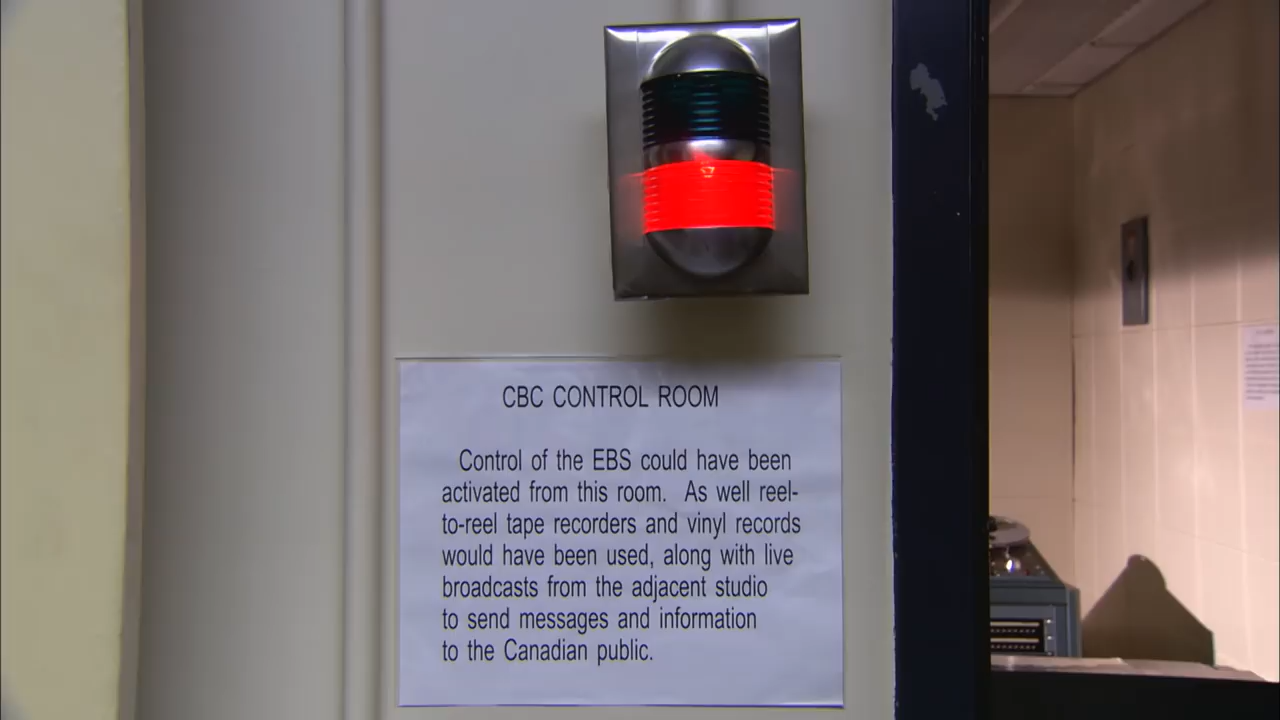 CBC CONTROL ROOM
Control of the EBS could have been
activated from this room. As well reel-
to-reel tape recorders and vinyl records
would have been used, along with live
broadcasts from the adjacent studio
to send messages and information
to the Canadian public.